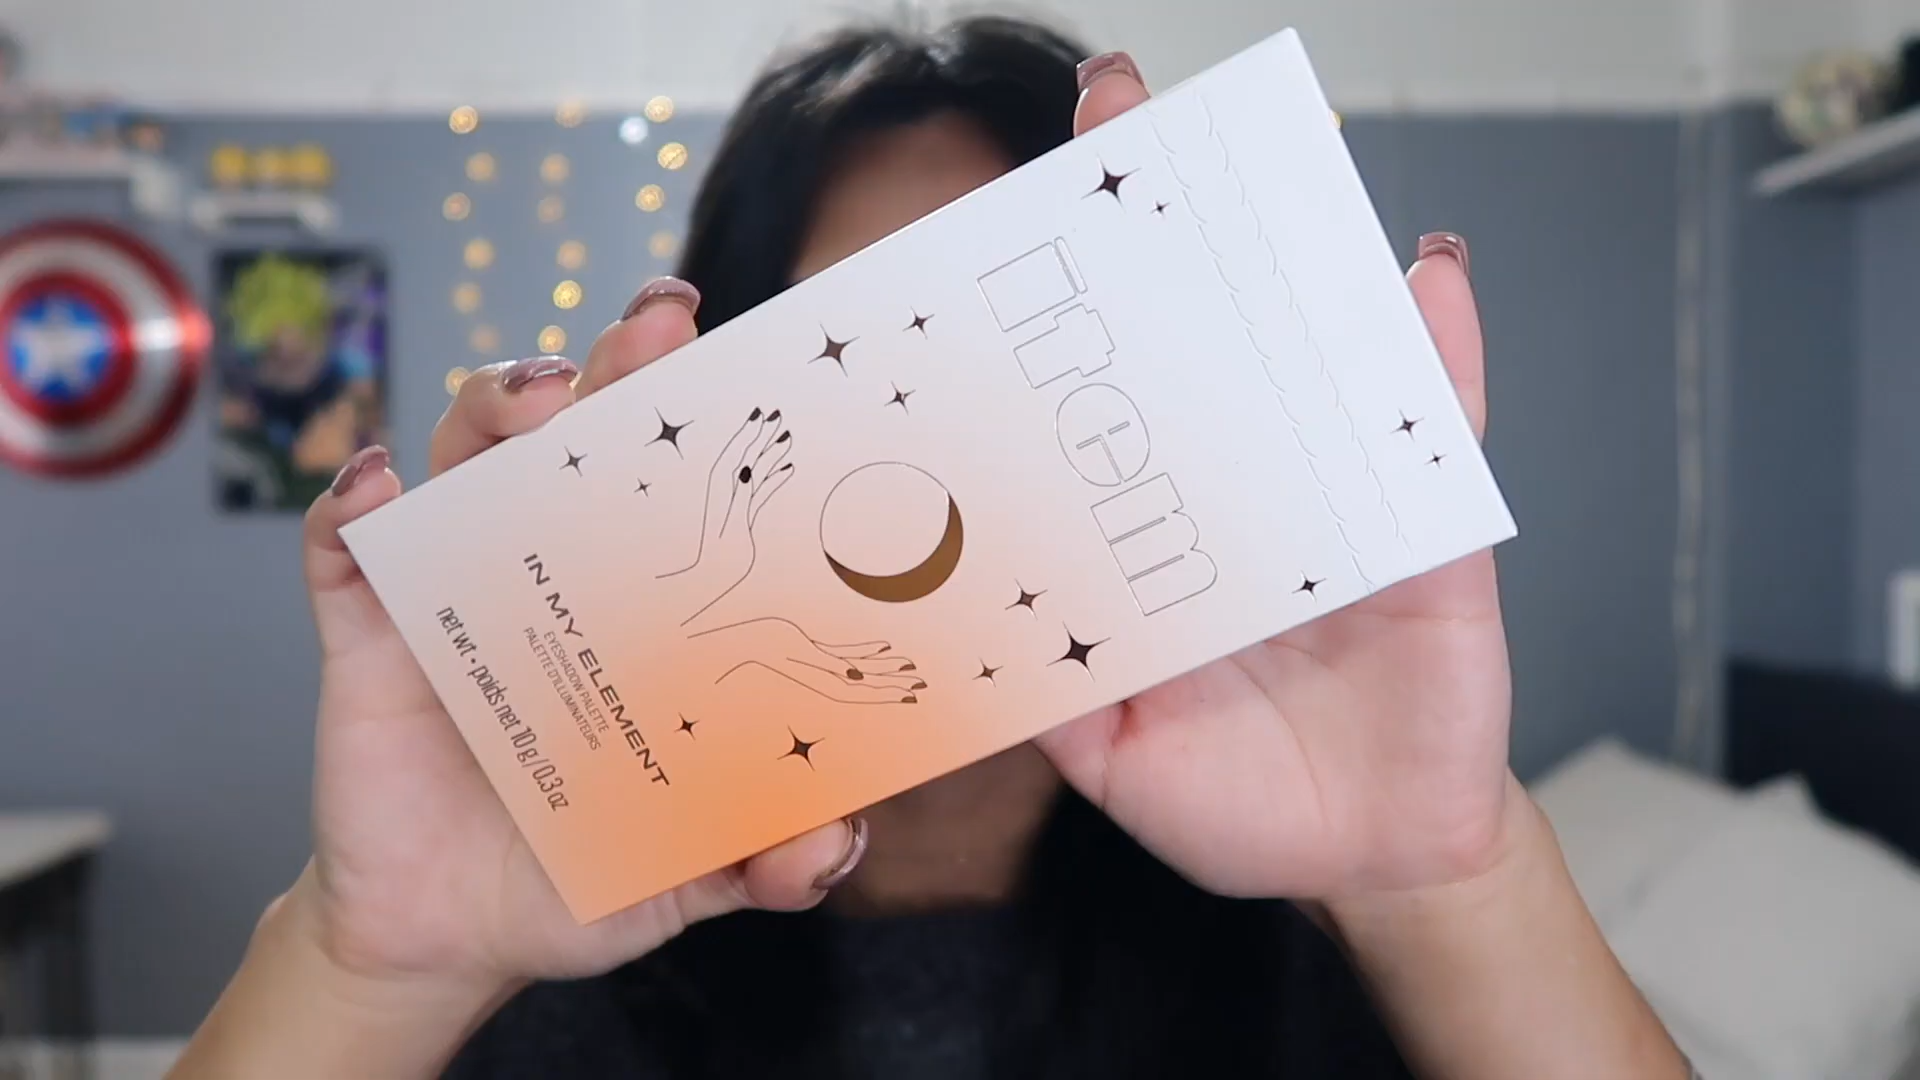 item
IN MY ELEMENT
EYESHADOW PALETTE
PALETTE D'ILLUMINATEURS
net wt • poids net 10 g / 0.3 oz